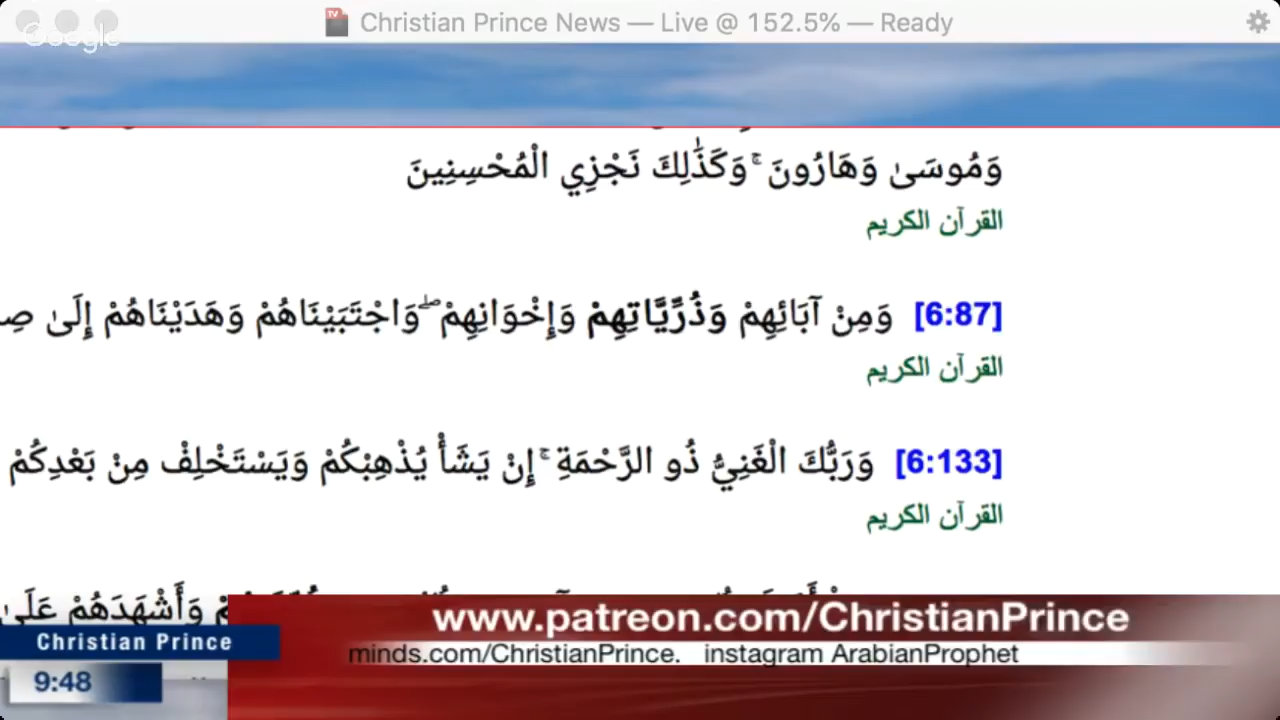 Christian Prince News — Live @ 152.5% — Ready
Google
وَمُوسَىٰ وَهَارُونَ ۚ وَكَذَٰلِكَ نَجْزِي الْمُحْسِنِينَ
القرآن الكريم
[6:87] وَمِنْ آبَائِهِمْ وَذُرِّيَّاتِهِمْ وَإِخْوَانِهِمْ ۖ وَاجْتَبَيْنَاهُمْ وَهَدَيْنَاهُمْ إِلَىٰ
القرآن الكريم
[6:133] وَرَبُّكَ الْغَنِيُّ ذُو الرَّحْمَةِ ۚ إِنْ يَشَأْ يُذْهِبْكُمْ وَيَسْتَخْلِفْ مِنْ بَعْدِكُمْ
القرآن الكريم
وَأَشْهَدَهُمْ عَلَىٰ
www.patreon.com/ChristianPrince
Christian Prince
minds.com/ChristianPrince. instagram ArabianProphet
9:48